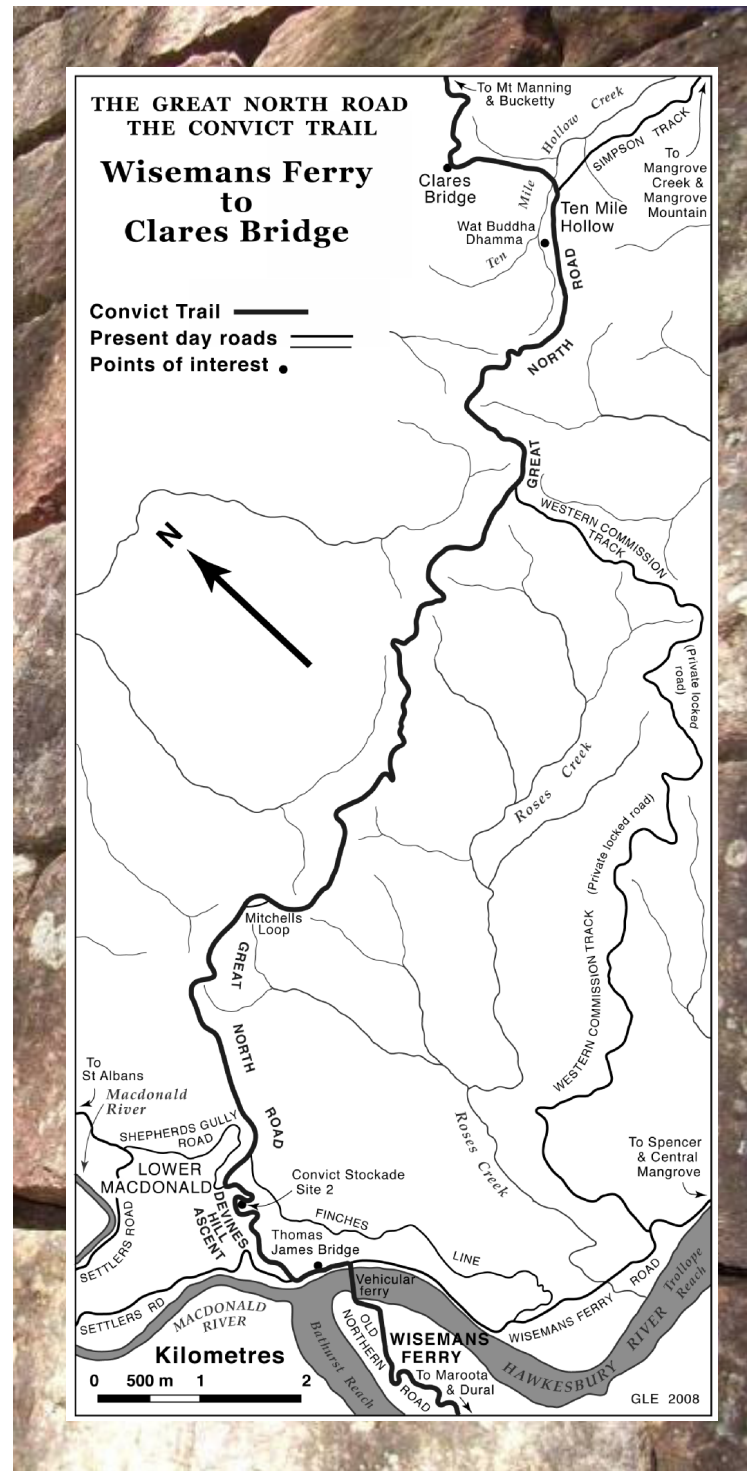 THE GREAT NORTH ROAD
THE CONVICT TRAIL
Wisemans Ferry
to
Clares Bridge
Convict Trail
Present day roads
Points of interest
To Mt Manning
& Bucketty
Hollow Creek
SIMPSON TRACK
To
Mangrove
Creek &
Mangrove
Mountain
Clares
Bridge
Mile
Ten Mile
Hollow
Wat Buddha
Dhamma
Ten
ROAD
NORTH
GREAT
WESTERN COMMISSION
TRACK
N
(Private locked
road)
Roses Creek
(Private locked road)
WESTERN COMMISSION TRACK
Mitchells
Loop
GREAT
NORTH
ROAD
To
St Albans
Macdonald
River
SHEPHERDS GULLY
ROAD
LOWER
MACDONALD
Roses Creek
To Spencer
& Central
Mangrove
Convict Stockade
Site 2
DEVINES
HILL
ASCENT
FINCHES
LINE
Thomas
James Bridge
SETTLERS ROAD
SETTLERS RD
MACDONALD
RIVER
Vehicular
ferry
WISEMANS FERRY ROAD
Trollope
Reach
HAWKESBURY RIVER
Bathurst Reach
OLD
NORTHERN
ROAD
WISEMANS
FERRY
To Maroota
& Dural
Kilometres
0 500 m 1 2
GLE 2008